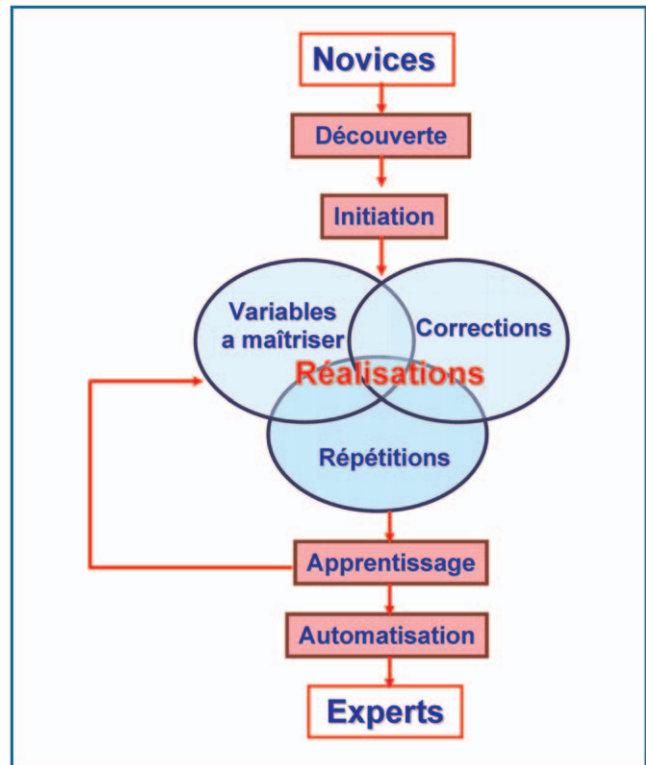 Novices
Découverte
Initiation
Variables
a maîtriser
Corrections
Réalisations
Répétitions
Apprentissage
Automatisation
Experts